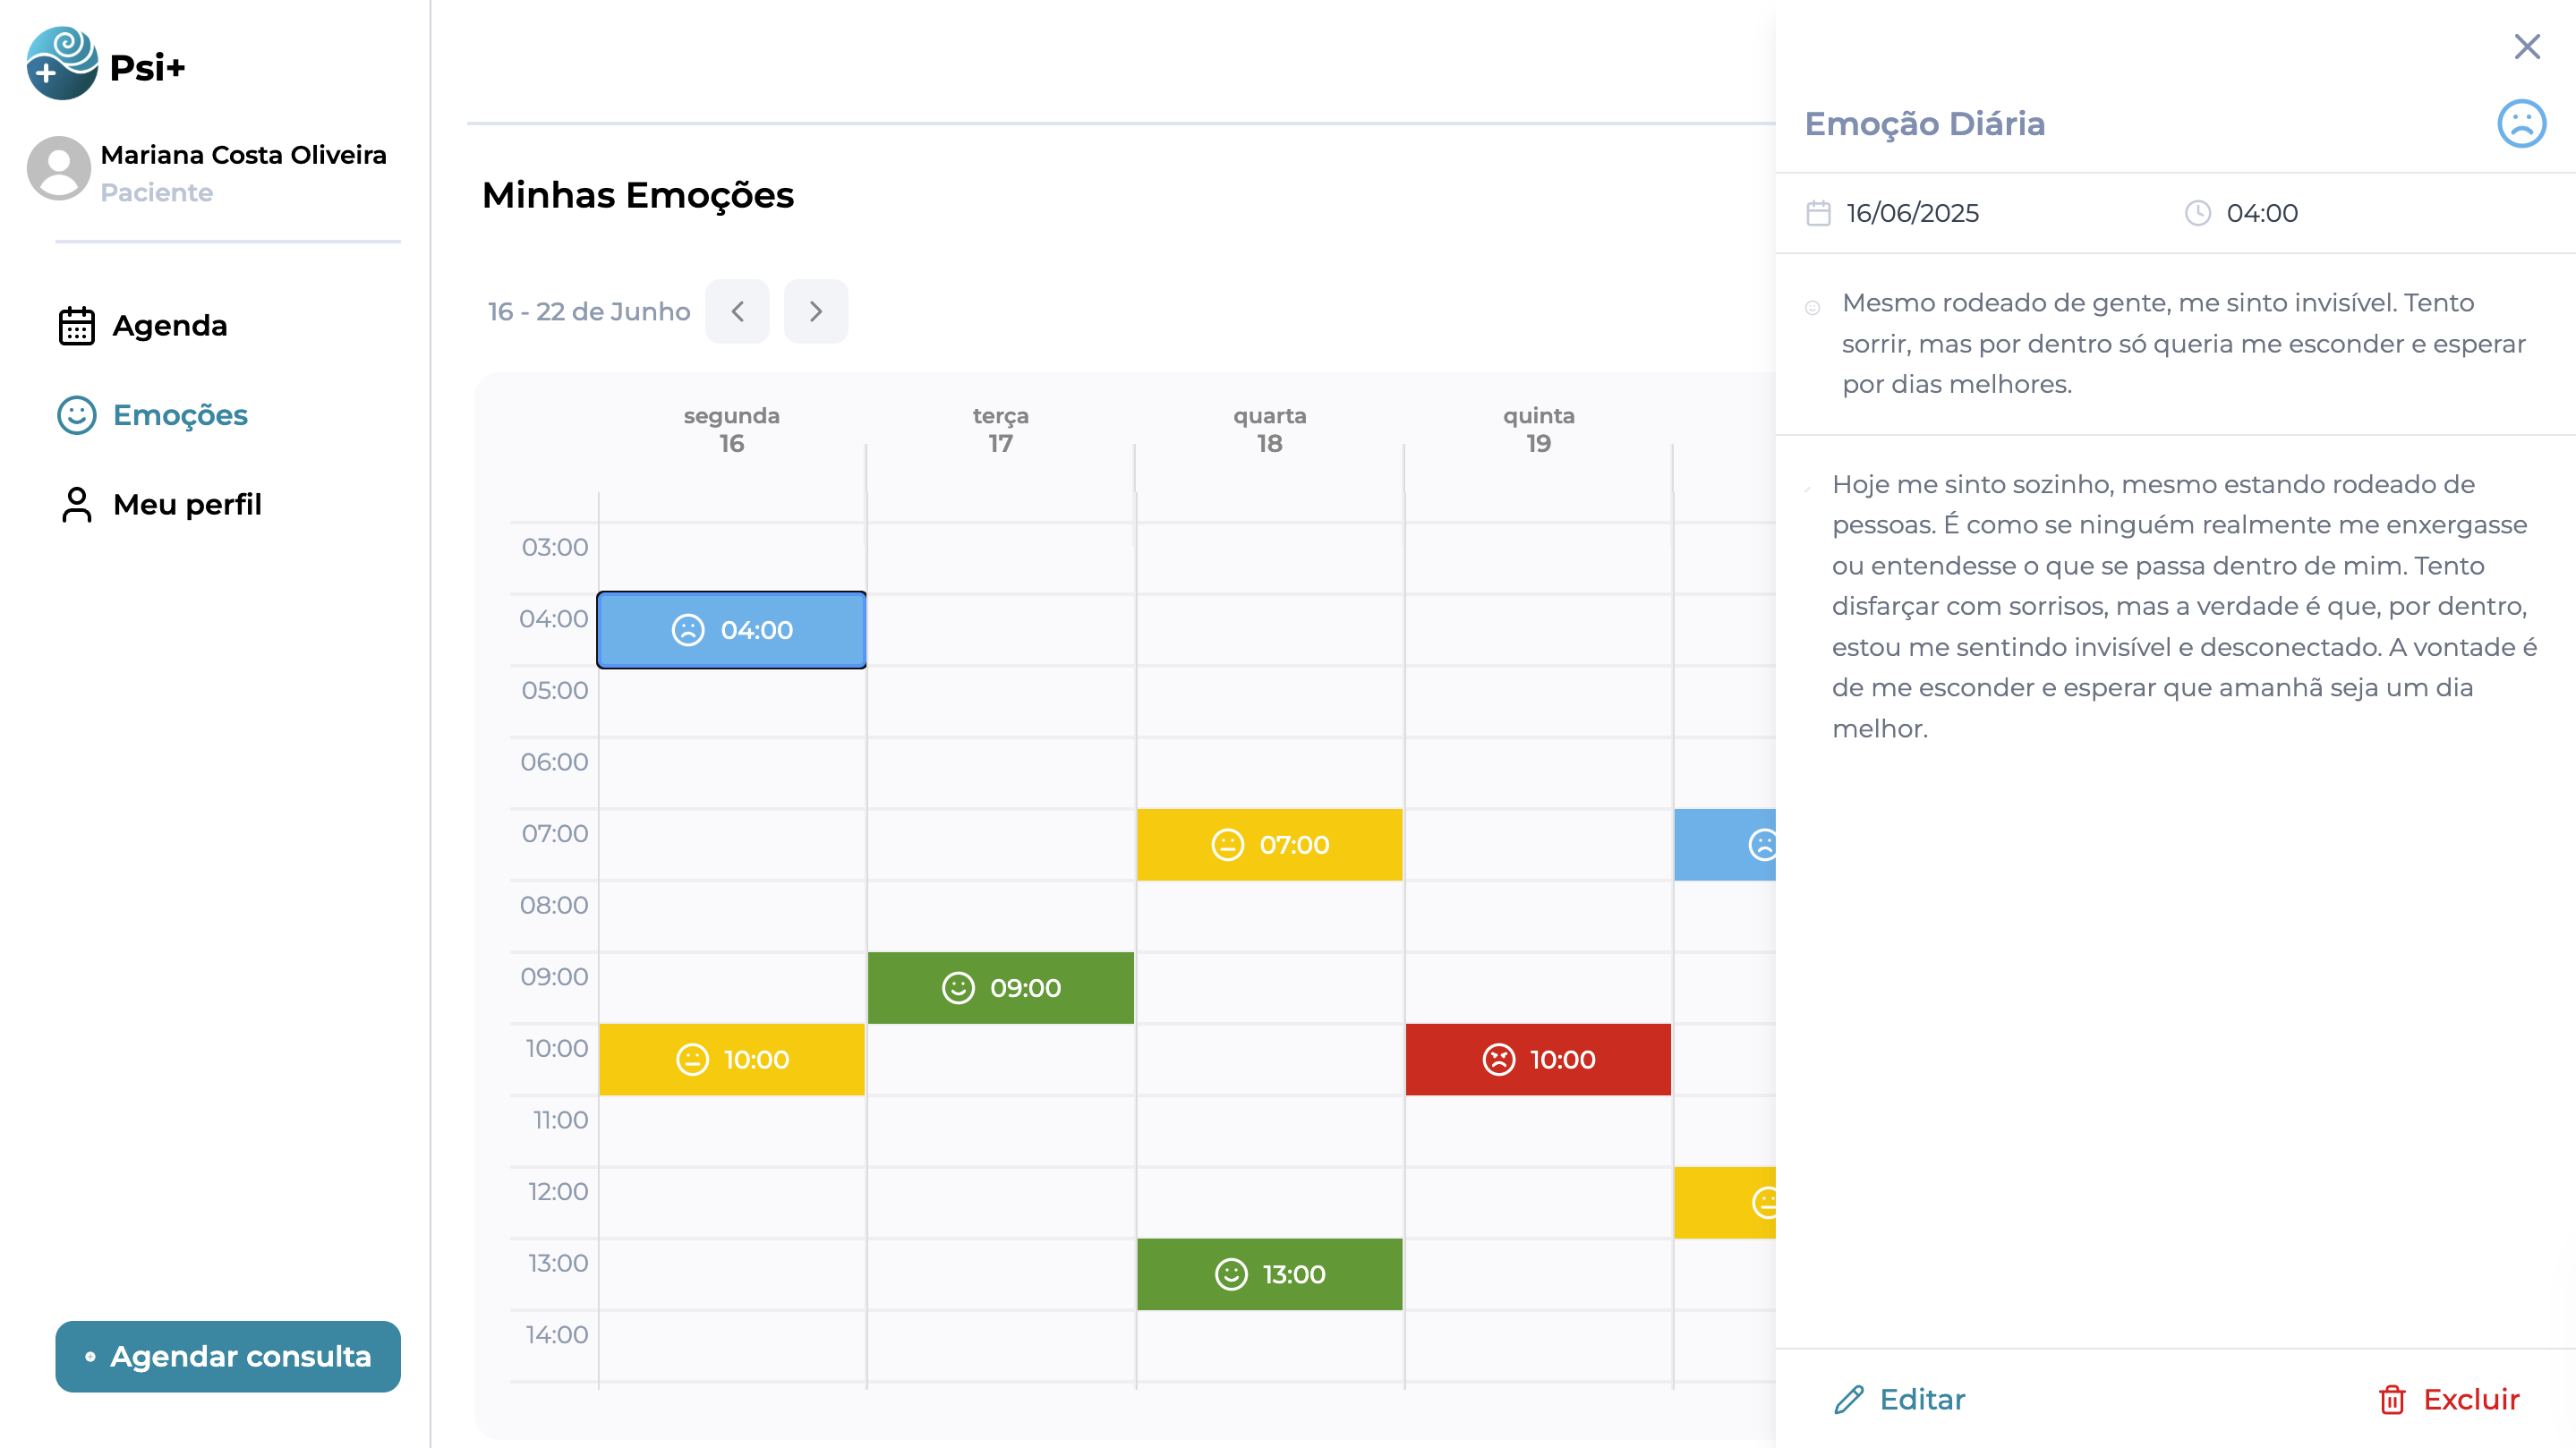 Psi+
Mariana Costa Oliveira
Paciente
Agenda
Emoções
Meu perfil
Agendar consulta
Minhas Emoções
16 - 22 de Junho
segunda
16
terça
17
quarta
18
quinta
19
03:00
04:00
04:00
05:00
06:00
07:00
07:00
08:00
09:00
09:00
10:00
10:00
10:00
11:00
12:00
13:00
13:00
14:00
Emoção Diária
16/06/2025
04:00
Mesmo rodeado de gente, me sinto invisível. Tento
sorrir, mas por dentro só queria me esconder e esperar
por dias melhores.
Hoje me sinto sozinho, mesmo estando rodeado de
pessoas. É como se ninguém realmente me enxergasse
ou entendesse o que se passa dentro de mim. Tento
disfarçar com sorrisos, mas a verdade é que, por dentro,
estou me sentindo invisível e desconectado. A vontade é
de me esconder e esperar que amanhã seja um dia
melhor.
Editar
Excluir